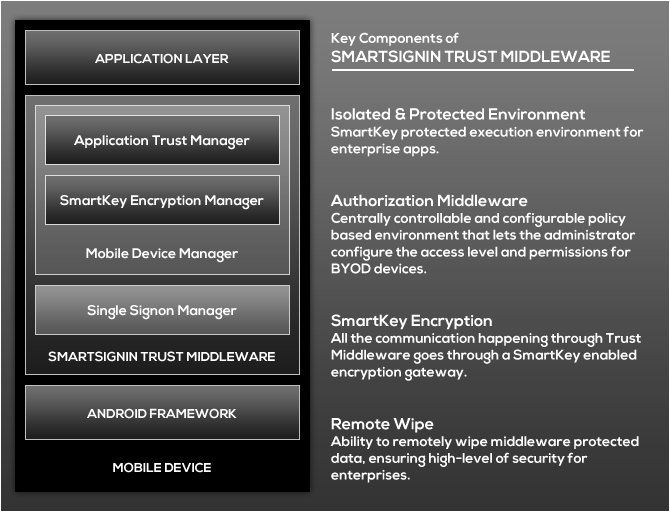 APPLICATION LAYER
Application Trust Manager
SmartKey Encryption Manager
Mobile Device Manager
Single Signon Manager
SMARTSIGNIN TRUST MIDDLEWARE
ANDROID FRAMEWORK
MOBILE DEVICE
Key Components of
SMARTSIGNIN TRUST MIDDLEWARE
Isolated & Protected Environment
SmartKey protected execution environment for
enterprise apps.
Authorization Middleware
Centrally controllable and configurable policy
based environment that lets the administrator
configure the access level and permissions for
BYOD devices.
SmartKey Encryption
All the communication happening through Trust
Middleware goes through a SmartKey enabled
encryption gateway.
Remote Wipe
Ability to remotely wipe middleware protected
data, ensuring high-level of security for
enterprises.